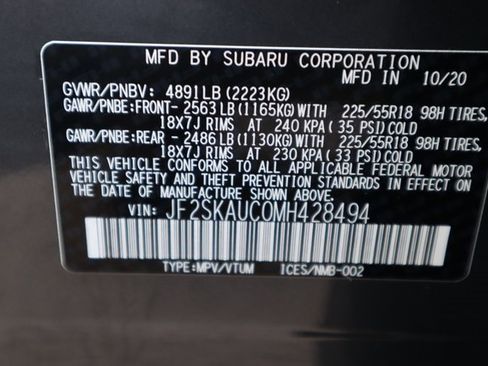 MFD BY SUBARU CORPORATION
MFD. IN 10/20
GVWR/PNBV: 4891LB (2223KG)
GAWR/PNBE:FRONT- 2563LB (1165KG)WITH 225/55R18 98H TIRES,
18X7J RIMS AT 240 KPA (35 PSI)COLD
GAWR/PNBE:REAR - 2486LB (1130KG)WITH 225/55R18 98H TIRES,
18X7J RIMS AT 230 KPA (33 PSI)COLD
THIS VEHICLE CONFORMS TO ALL APPLICABLE FEDERAL MOTOR
VEHICLE SAFETY AND THEFT PREVENTION STANDARDS IN EFFECT ON
THE DATE OF MANUFACTURE SHOWN ABOVE.
VIN: JF2SKAUC0MH428494
TYPE:MPV/VTUM ICES/NMB-002